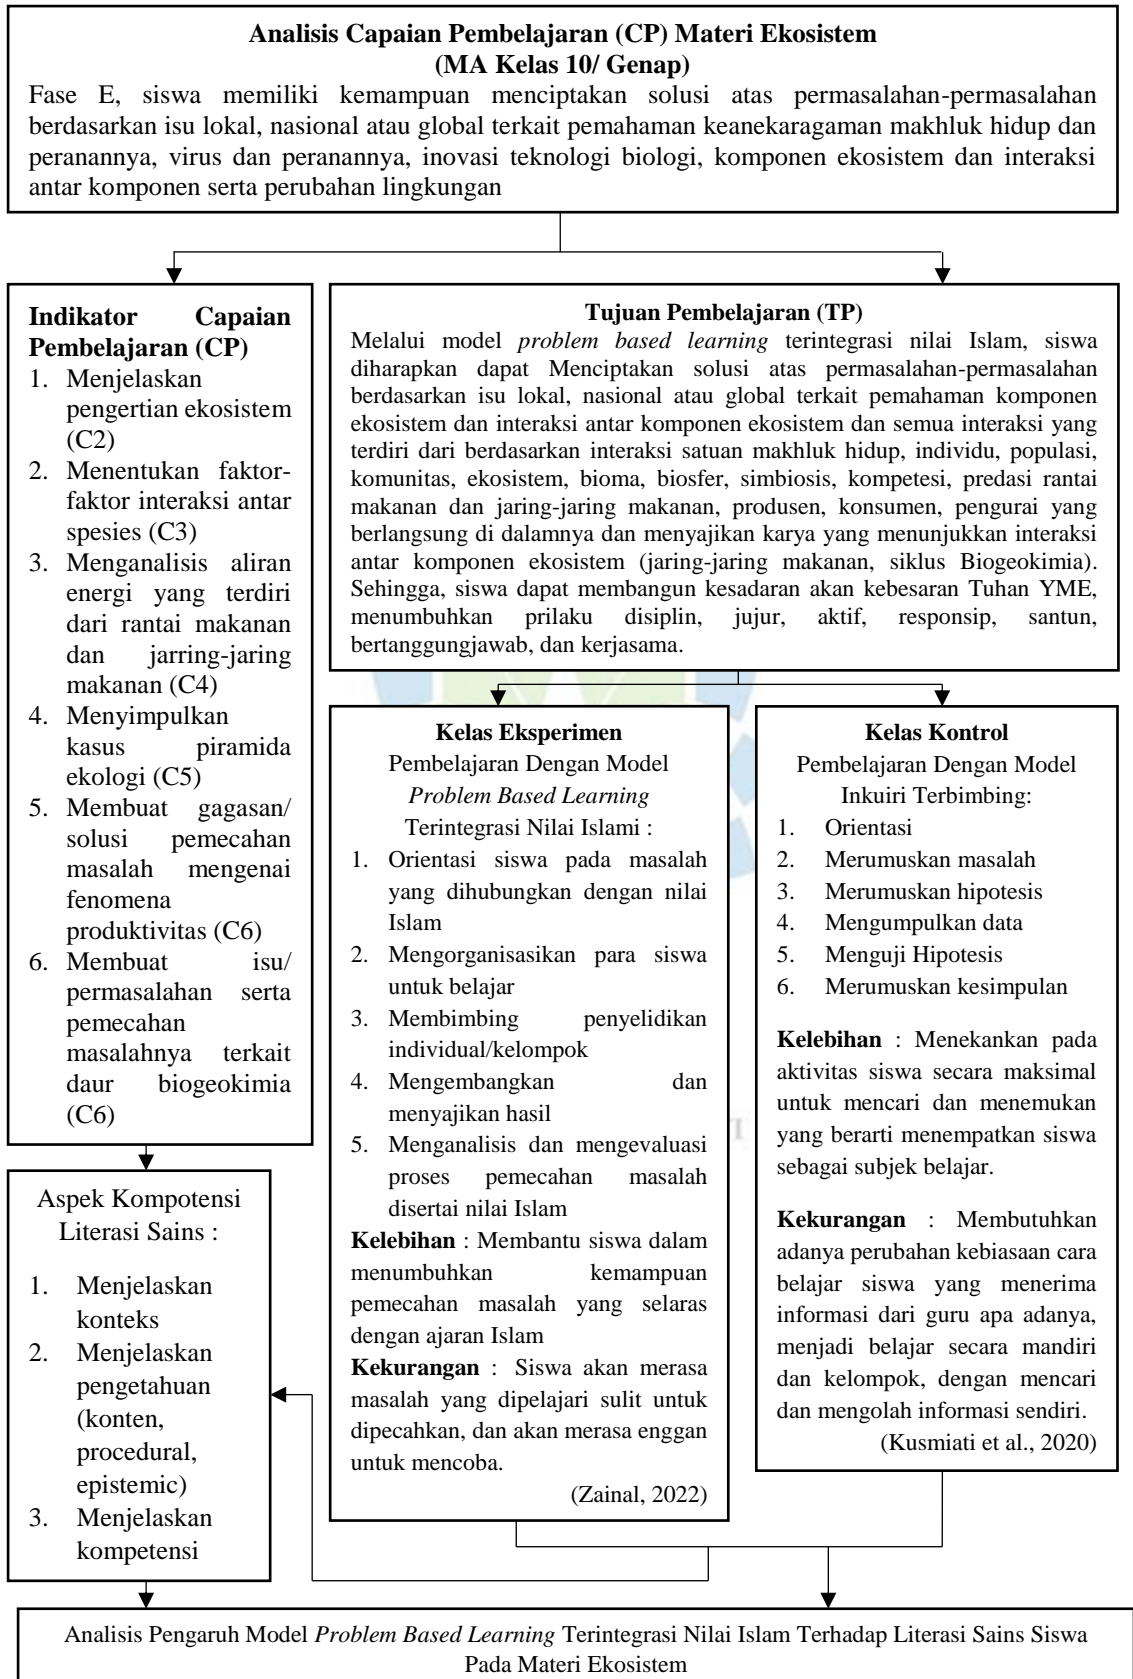 Analisis Capaian Pembelajaran (CP) Materi Ekosistem
(MA Kelas 10/ Genap)
Fase E, siswa memiliki kemampuan menciptakan solusi atas permasalahan-permasalahan
berdasarkan isu lokal, nasional atau global terkait pemahaman keanekaragaman makhluk hidup dan
peranannya, virus dan peranannya, inovasi teknologi biologi, komponen ekosistem dan interaksi
antar komponen serta perubahan lingkungan
Indikator Capaian
Pembelajaran (CP)
1. Menjelaskan
pengertian ekosistem
(C2)
2. Menentukan faktor-
faktor interaksi antar
spesies (C3)
3. Menganalisis aliran
energi yang terdiri
dari rantai makanan
dan jarring-jaring
makanan (C4)
4. Menyimpulkan
kasus piramida
ekologi (C5)
5. Membuat gagasan/
solusi pemecahan
masalah mengenai
fenomena
produktivitas (C6)
6. Membuat isu/
permasalahan serta
pemecahan
masalahnya terkait
daur biogeokimia
(C6)
Tujuan Pembelajaran (TP)
Melalui model problem based learning terintegrasi nilai Islam, siswa
diharapkan dapat Menciptakan solusi atas permasalahan-permasalahan
berdasarkan isu lokal, nasional atau global terkait pemahaman komponen
ekosistem dan interaksi antar komponen ekosistem dan semua interaksi yang
terdiri dari berdasarkan interaksi satuan makhluk hidup, individu, populasi,
komunitas, ekosistem, bioma, biosfer, simbiosis, kompetesi, predasi rantai
makanan dan jaring-jaring makanan, produsen, konsumen, pengurai yang
berlangsung di dalamnya dan menyajikan karya yang menunjukkan interaksi
antar komponen ekosistem (jaring-jaring makanan, siklus Biogeokimia).
Sehingga, siswa dapat membangun kesadaran akan kebesaran Tuhan YME,
menumbuhkan prilaku disiplin, jujur, aktif, responsip, santun,
bertanggungjawab, dan kerjasama.
Kelas Eksperimen
Pembelajaran Dengan Model
Problem Based Learning
Terintegrasi Nilai Islami :
1. Orientasi siswa pada masalah
yang dihubungkan dengan nilai
Islam
2. Mengorganisasikan para siswa
untuk belajar
3. Membimbing penyelidikan
individual/kelompok
4. Mengembangkan dan
menyajikan hasil
5. Menganalisis dan mengevaluasi
proses pemecahan masalah
disertai nilai Islam
Kelebihan : Membantu siswa dalam
menumbuhkan kemampuan
pemecahan masalah yang selaras
dengan ajaran Islam
Kekurangan : Siswa akan merasa
masalah yang dipelajari sulit untuk
dipecahkan, dan akan merasa enggan
untuk mencoba.
(Zainal, 2022)
Kelas Kontrol
Pembelajaran Dengan Model
Inkuiri Terbimbing:
1. Orientasi
2. Merumuskan masalah
3. Merumuskan hipotesis
4. Mengumpulkan data
5. Menguji Hipotesis
6. Merumuskan kesimpulan
Kelebihan : Menekankan pada
aktivitas siswa secara maksimal
untuk mencari dan menemukan
yang berarti menempatkan siswa
sebagai subjek belajar.
Kekurangan : Membutuhkan
adanya perubahan kebiasaan cara
belajar siswa yang menerima
informasi dari guru apa adanya,
menjadi belajar secara mandiri
dan kelompok, dengan mencari
dan mengolah informasi sendiri.
(Kusmiati et al., 2020)
Aspek Kompotensi
Literasi Sains :
1. Menjelaskan
konteks
2. Menjelaskan
pengetahuan
(konten,
procedural,
epistemic)
3. Menjelaskan
kompetensi
Analisis Pengaruh Model Problem Based Learning Terintegrasi Nilai Islam Terhadap Literasi Sains Siswa
Pada Materi Ekosistem